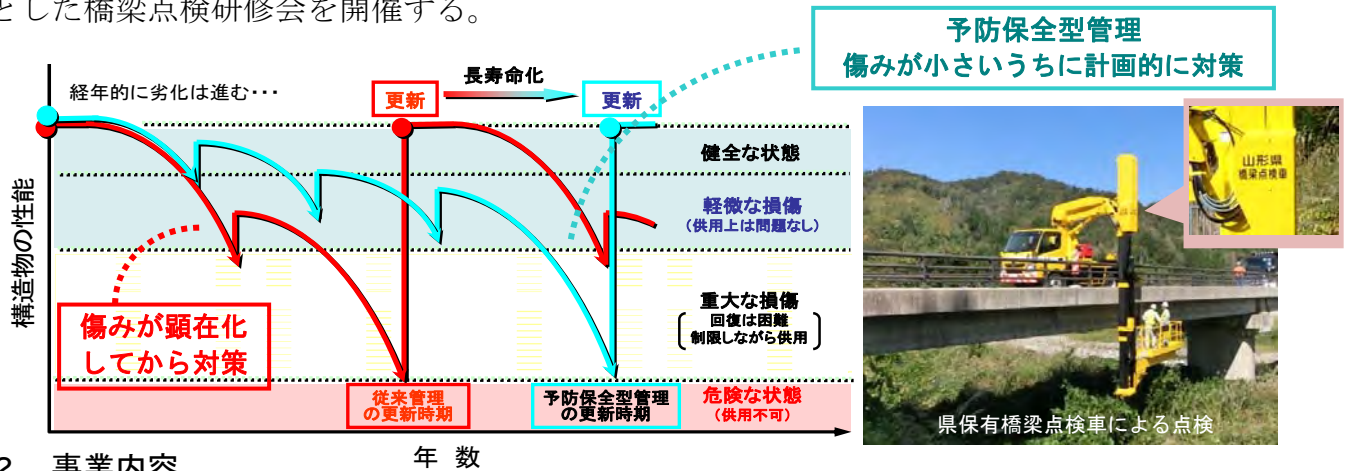 とした橋梁点検研修会を開催する。
予防保全型管理
傷みが小さいうちに計画的に対策
経年的に劣化は進む・・・
長寿命化
更新
更新
構造物の性能
健全な状態
軽微な損傷
（供用上は問題なし）
重大な損傷
回復は困難
制限しながら供用
傷みが顕在化
してから対策
従来管理
の更新時期
予防保全型管理
の更新時期
危険な状態
（供用不可）
年 数
山形県
橋梁点検車
県保有橋梁点検車による点検
2 事業内容